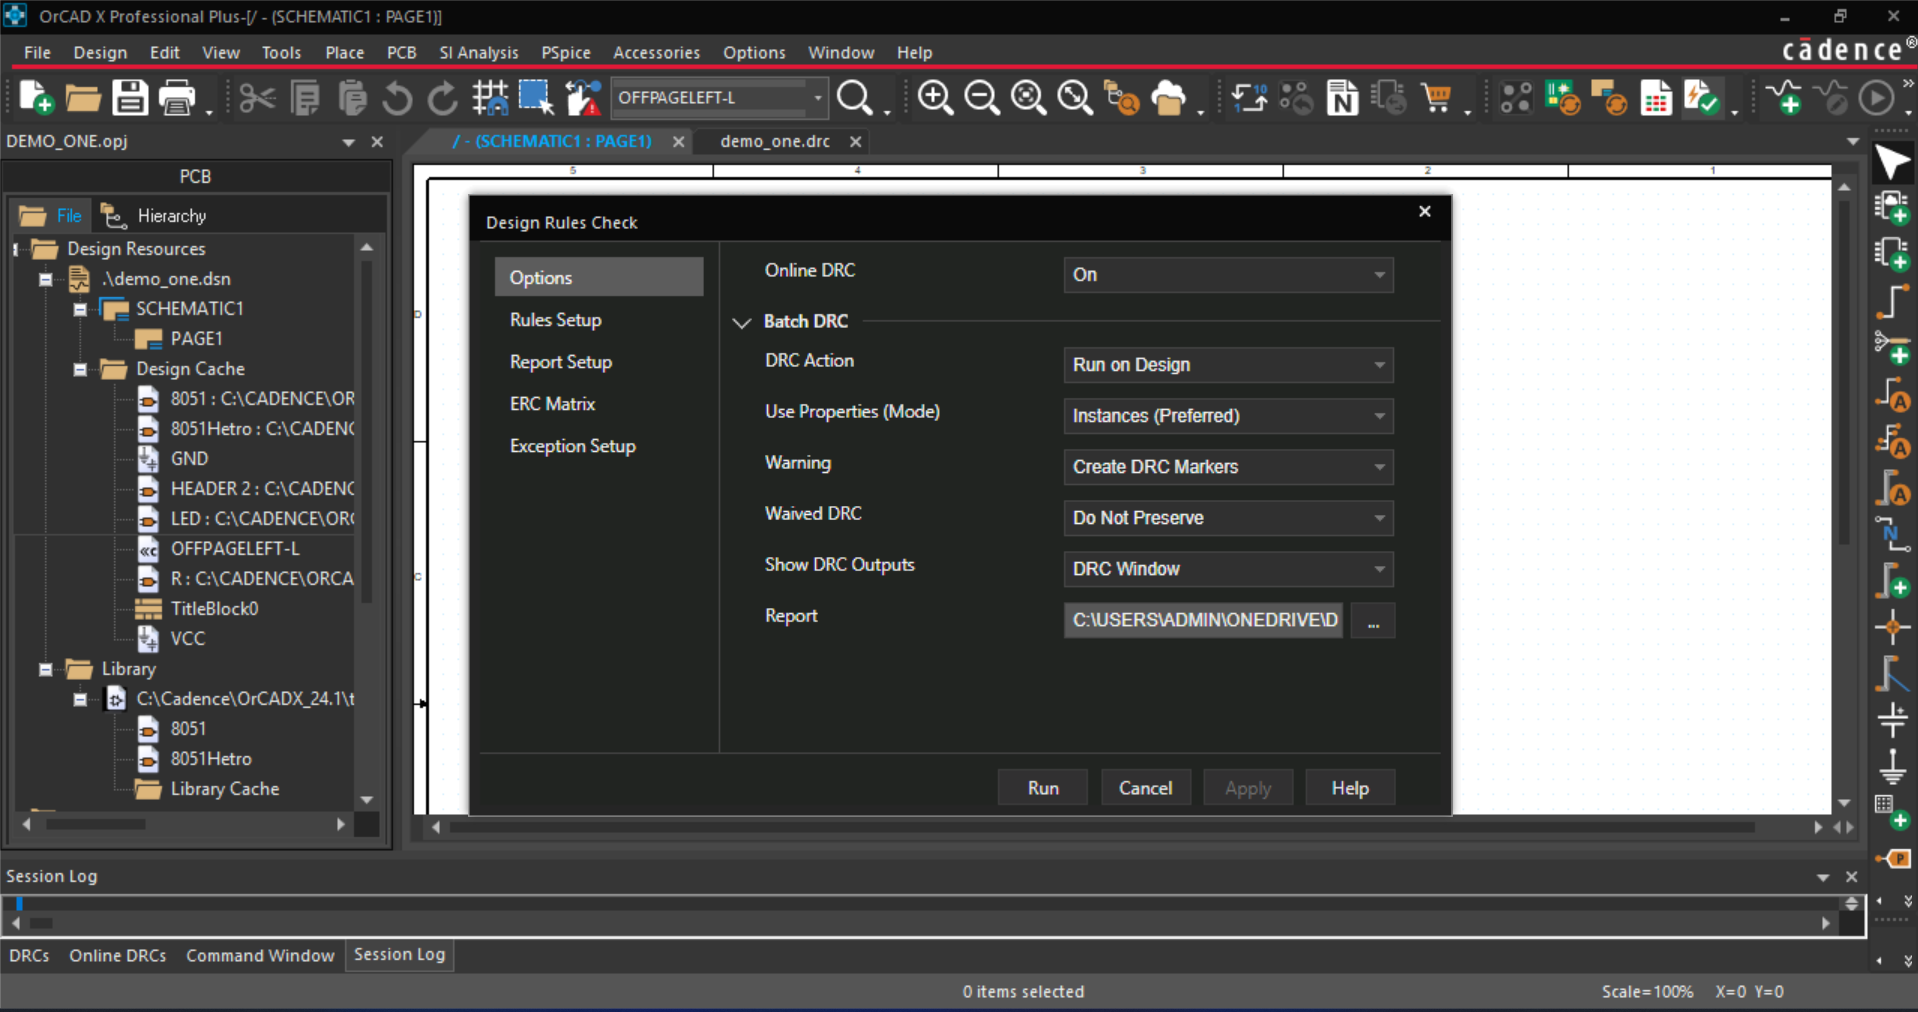 OrCAD X Professional Plus-[/ - (SCHEMATIC1 : PAGE1)]
File Design Edit View Tools Place PCB SI Analysis PSpice Accessories Options Window Help
cādence®
OFFPAGELEFT-L
DEMO_ONE.opj
/ - (SCHEMATIC1 : PAGE1)
demo_one.drc
PCB
File
Hierarchy
Design Resources
.\demo_one.dsn
SCHEMATIC1
PAGE1
Design Cache
8051 : C:\CADENCE\OR
8051Hetro : C:\CADENC
GND
HEADER 2 : C:\CADENC
LED : C:\CADENCE\OR
OFFPAGELEFT-L
R : C:\CADENCE\ORCA
TitleBlock0
VCC
Library
C:\Cadence\OrCADX_24.1\t
8051
8051Hetro
Library Cache
5 4 3 2 1
D
C
Design Rules Check
Options
Rules Setup
Report Setup
ERC Matrix
Exception Setup
Online DRC On
Batch DRC
DRC Action Run on Design
Use Properties (Mode) Instances (Preferred)
Warning Create DRC Markers
Waived DRC Do Not Preserve
Show DRC Outputs DRC Window
Report C:\USERS\ADMIN\ONEDRIVE\D ...
Run Cancel Apply Help
Session Log
DRCs Online DRCs Command Window Session Log
0 items selected
Scale=100% X=0 Y=0